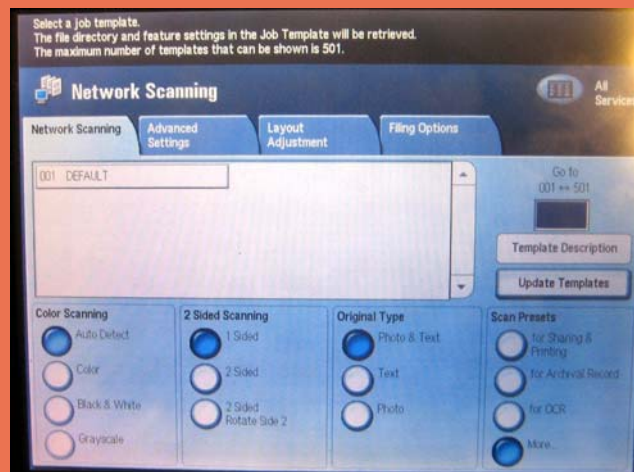 Select a job template.
The file directory and feature settings in the Job Template will be retrieved.
The maximum number of templates that can be shown is 501.
Network Scanning
All
Services
Network Scanning
Advanced
Settings
Layout
Adjustment
Filing Options
001 DEFAULT
Go to
001 ↔ 501
Template Description
Update Templates
Color Scanning
Auto Detect
Color
Black & White
Grayscale
2 Sided Scanning
1 Sided
2 Sided
2 Sided
Rotate Side 2
Original Type
Photo & Text
Text
Photo
Scan Presets
for Sharing &
Printing
for Archival Record
for OCR
More...